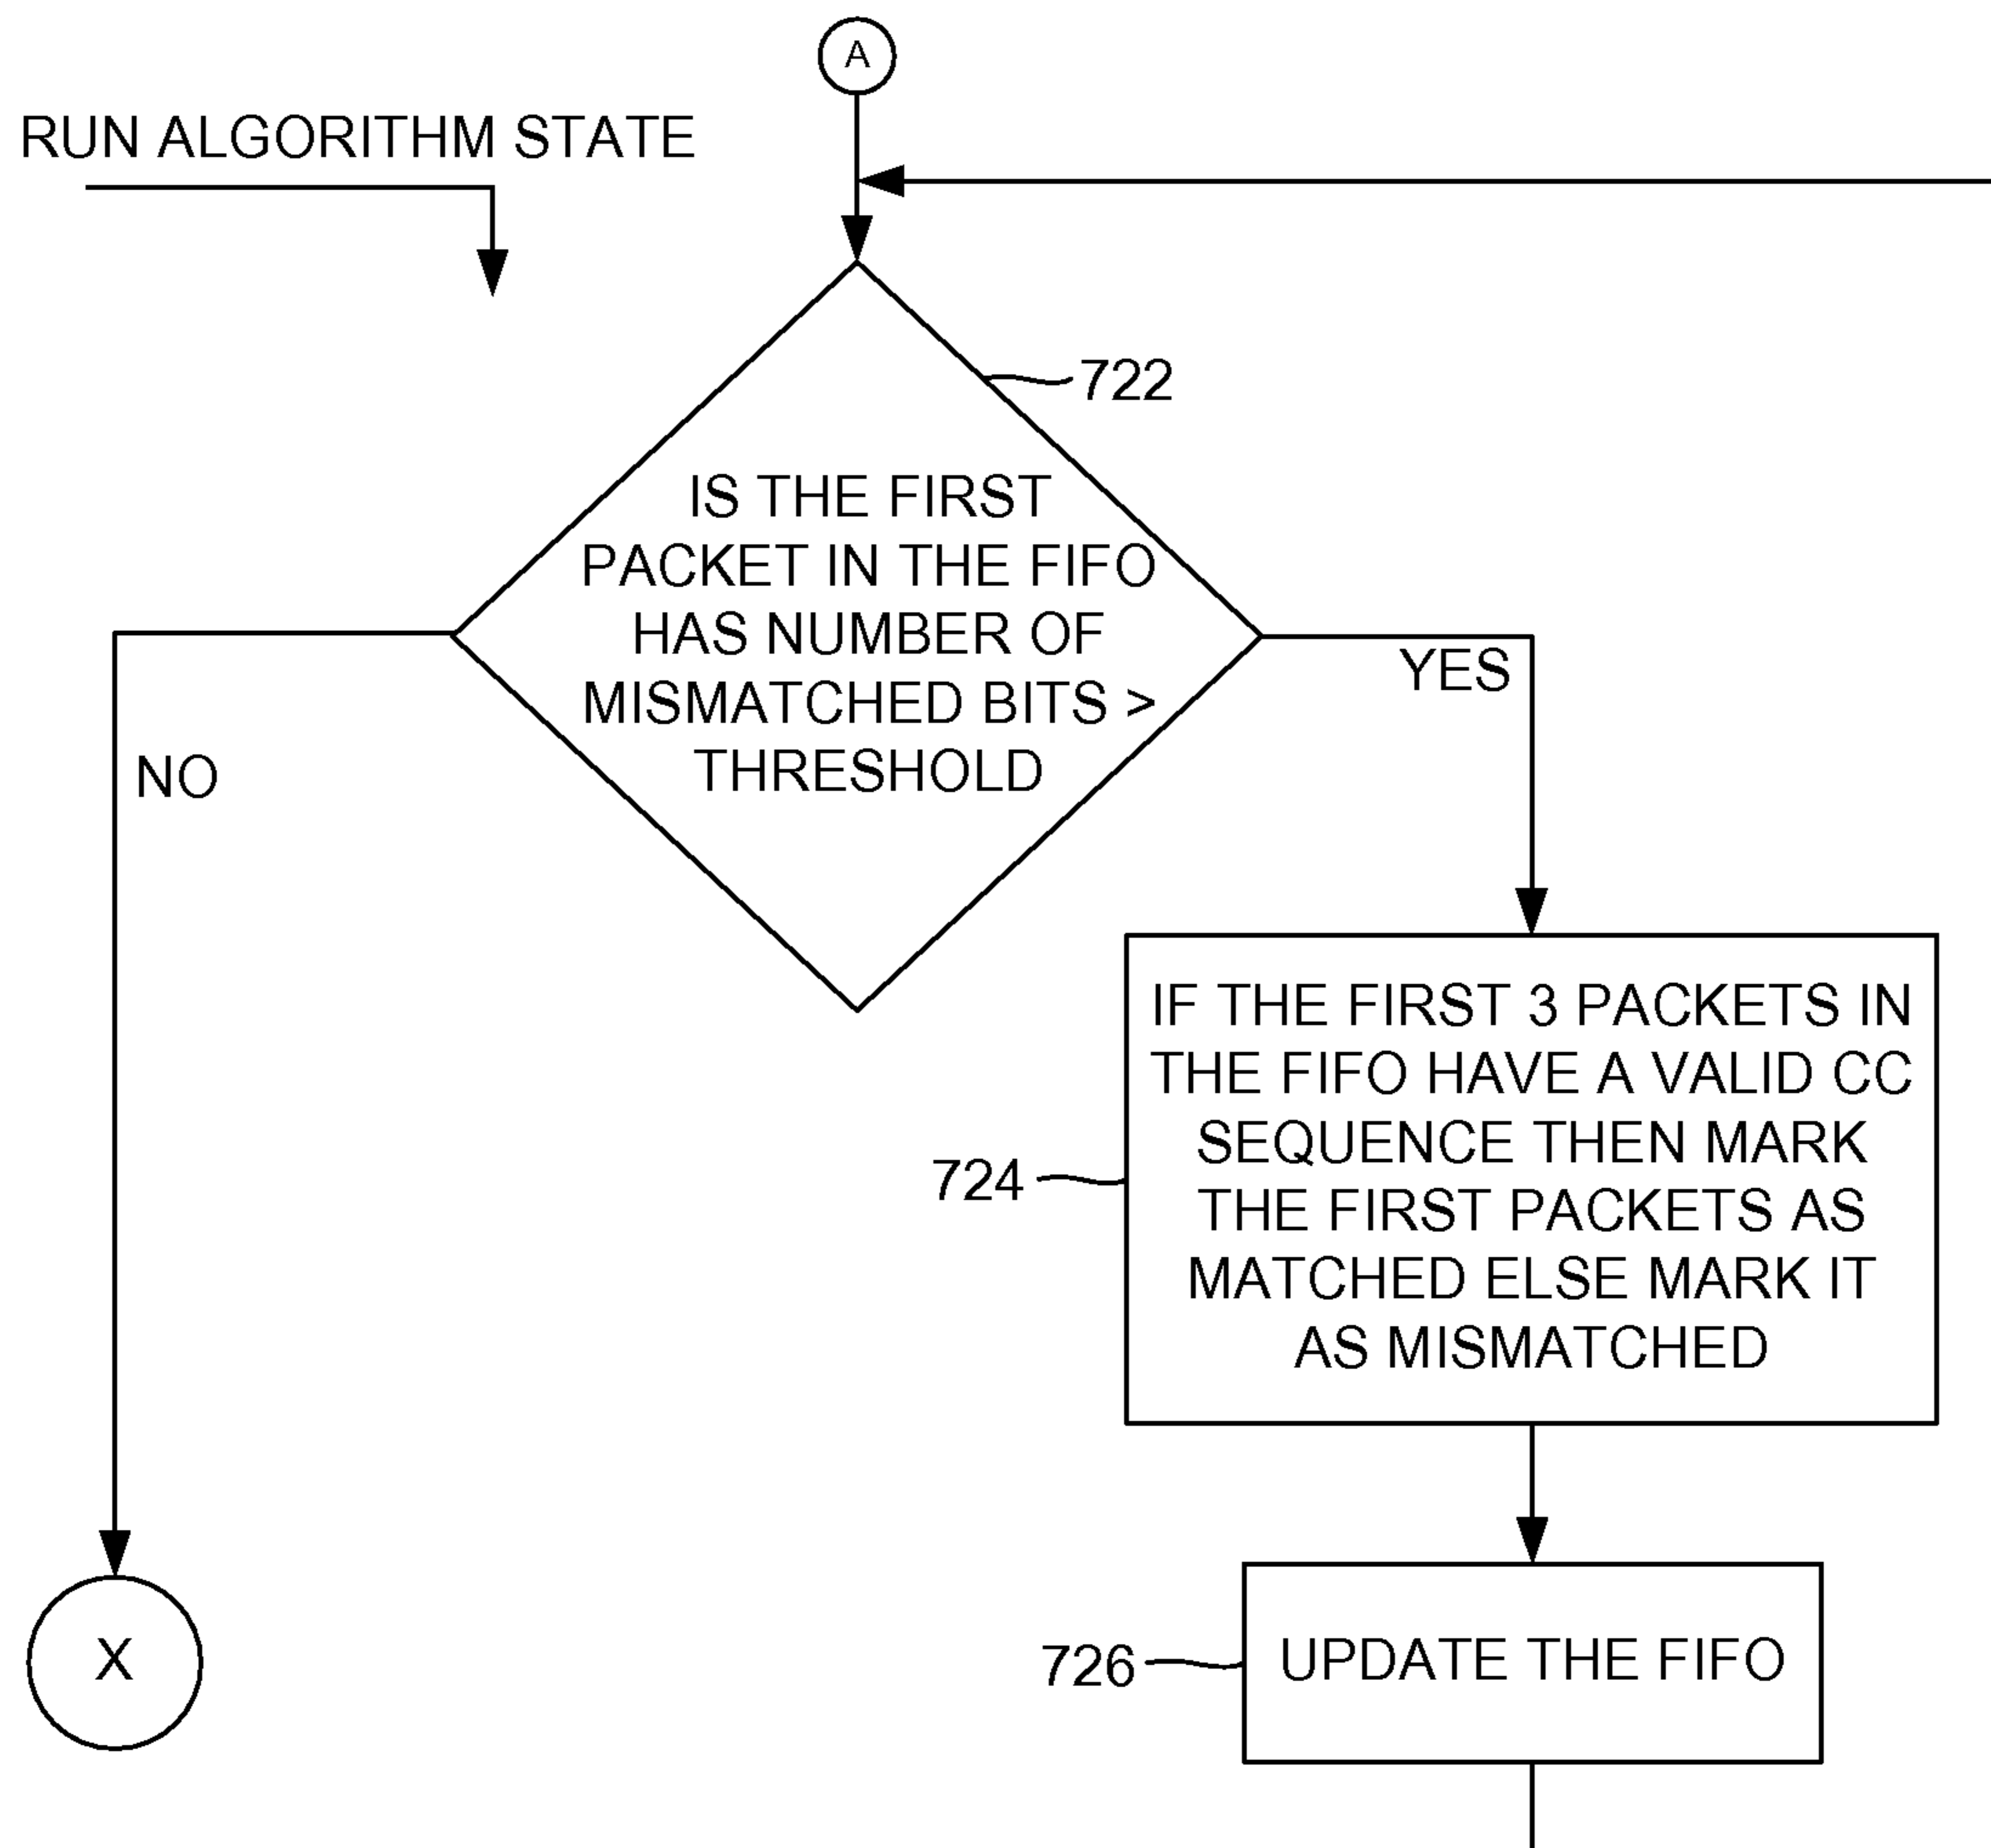 A
RUN ALGORITHM STATE
722
IS THE FIRST
PACKET IN THE FIFO
HAS NUMBER OF
MISMATCHED BITS >
THRESHOLD
YES
NO
IF THE FIRST 3 PACKETS IN
THE FIFO HAVE A VALID CC
SEQUENCE THEN MARK
THE FIRST PACKETS AS
MATCHED ELSE MARK IT
AS MISMATCHED
724
X
726
UPDATE THE FIFO